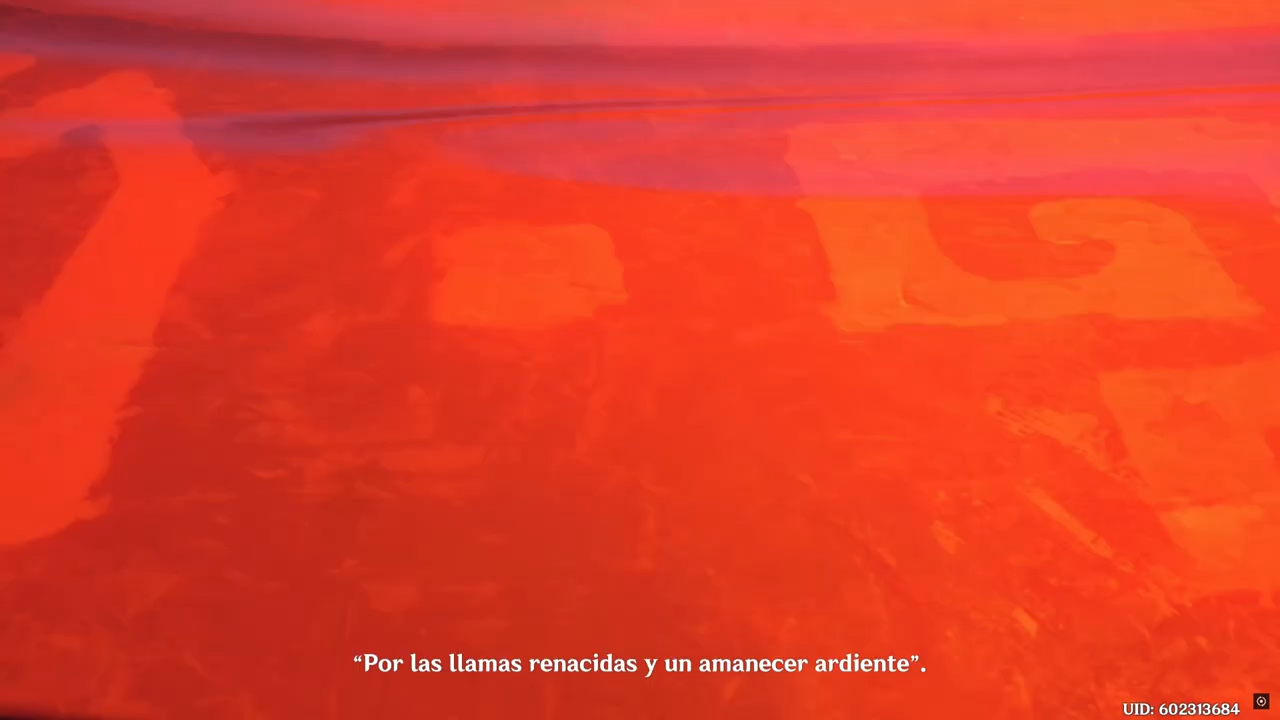 “Por las llamas renacidas y un amanecer ardiente”.
UID: 602313684